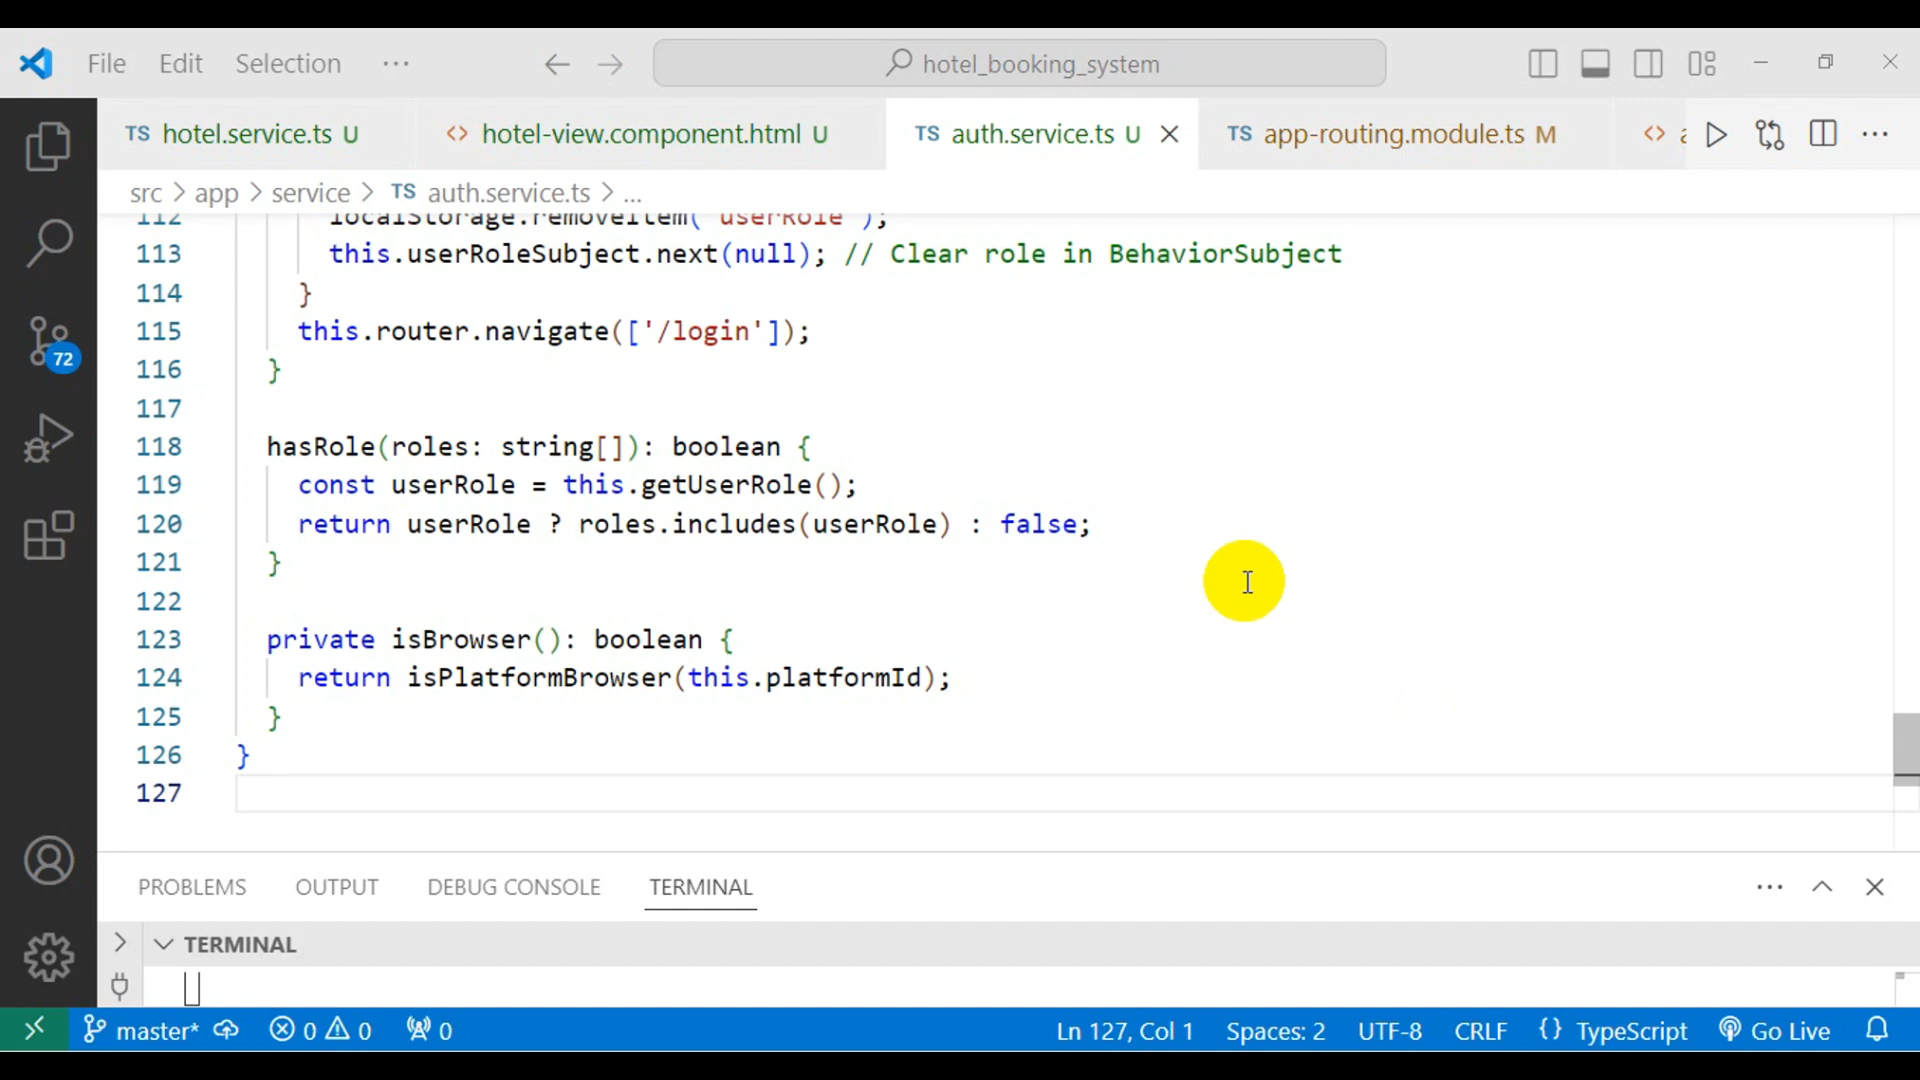 File Edit Selection ··· hotel_booking_system
TS hotel.service.ts U <> hotel-view.component.html U TS auth.service.ts U TS app-routing.module.ts M <> a ···
src > app > service > TS auth.service.ts > ...
112 localStorage.removeItem('userRole');
113 this.userRoleSubject.next(null); // Clear role in BehaviorSubject
114 }
115 this.router.navigate(['/login']);
116 }
117
118 hasRole(roles: string[]): boolean {
119 const userRole = this.getUserRole();
120 return userRole ? roles.includes(userRole) : false;
121 }
122
123 private isBrowser(): boolean {
124 return isPlatformBrowser(this.platformId);
125 }
126 }
127
72
PROBLEMS OUTPUT DEBUG CONSOLE TERMINAL ···
TERMINAL
master* 0 0 0 Ln 127, Col 1 Spaces: 2 UTF-8 CRLF {} TypeScript Go Live